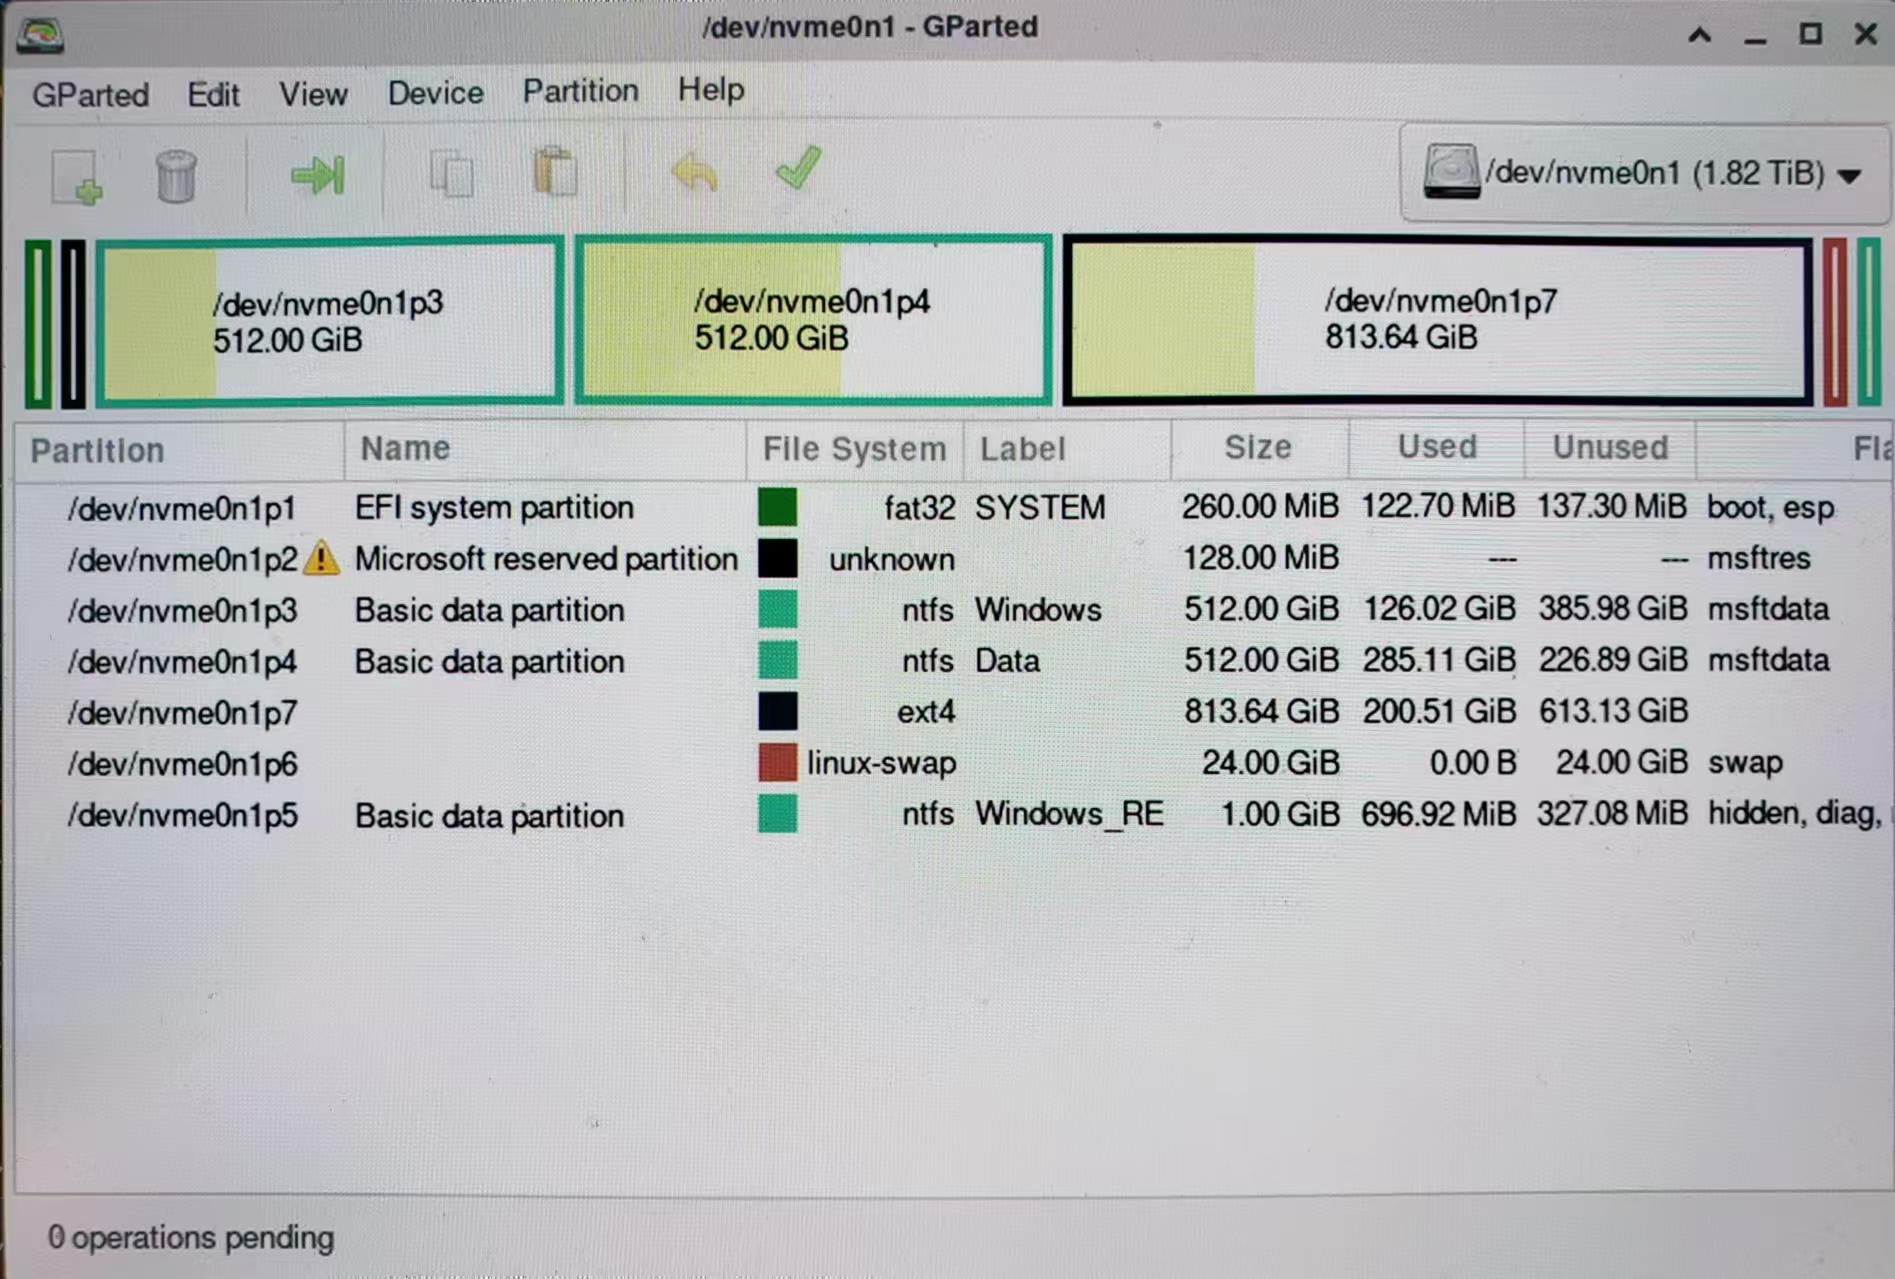 /dev/nvme0n1 - GParted
GParted Edit View Device Partition Help
/dev/nvme0n1 (1.82 TiB)
/dev/nvme0n1p3
512.00 GiB
/dev/nvme0n1p4
512.00 GiB
/dev/nvme0n1p7
813.64 GiB
Partition Name File System Label Size Used Unused Fla
/dev/nvme0n1p1 EFI system partition fat32 SYSTEM 260.00 MiB 122.70 MiB 137.30 MiB boot, esp
/dev/nvme0n1p2 Microsoft reserved partition unknown 128.00 MiB --- --- msftres
/dev/nvme0n1p3 Basic data partition ntfs Windows 512.00 GiB 126.02 GiB 385.98 GiB msftdata
/dev/nvme0n1p4 Basic data partition ntfs Data 512.00 GiB 285.11 GiB 226.89 GiB msftdata
/dev/nvme0n1p7 ext4 813.64 GiB 200.51 GiB 613.13 GiB
/dev/nvme0n1p6 linux-swap 24.00 GiB 0.00 B 24.00 GiB swap
/dev/nvme0n1p5 Basic data partition ntfs Windows_RE 1.00 GiB 696.92 MiB 327.08 MiB hidden, diag,
0 operations pending